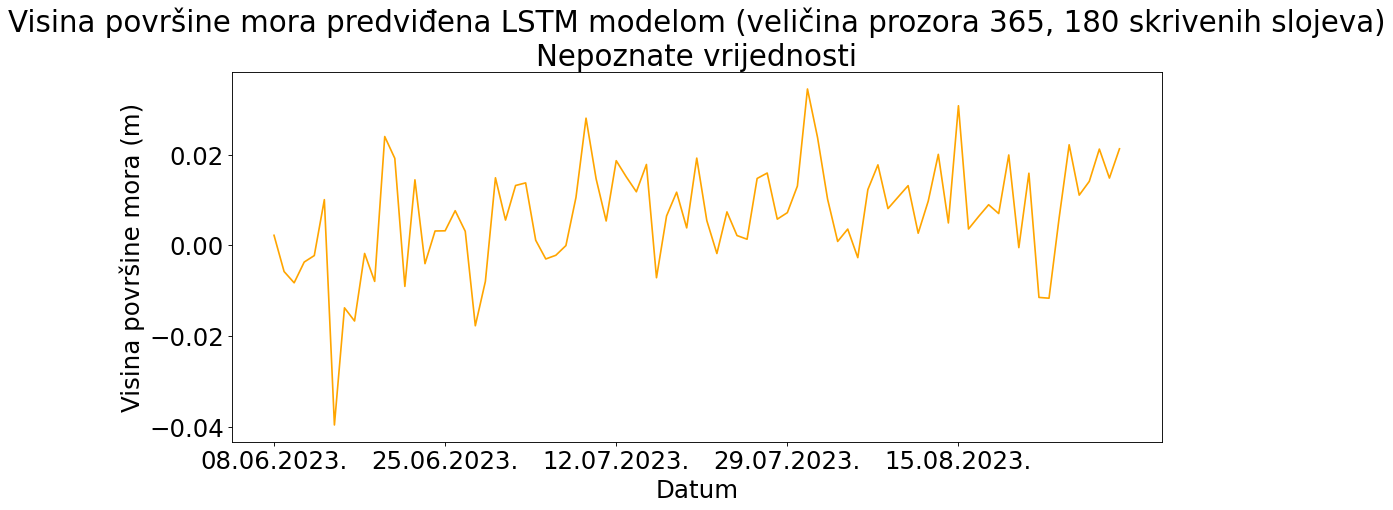 Visina površine mora predviđena LSTM modelom (veličina prozora 365, 180 skrivenih slojeva)
Nepoznate vrijednosti
Visina površine mora (m)
0.02
0.00
−0.02
−0.04
08.06.2023.
25.06.2023.
12.07.2023.
29.07.2023.
15.08.2023.
Datum